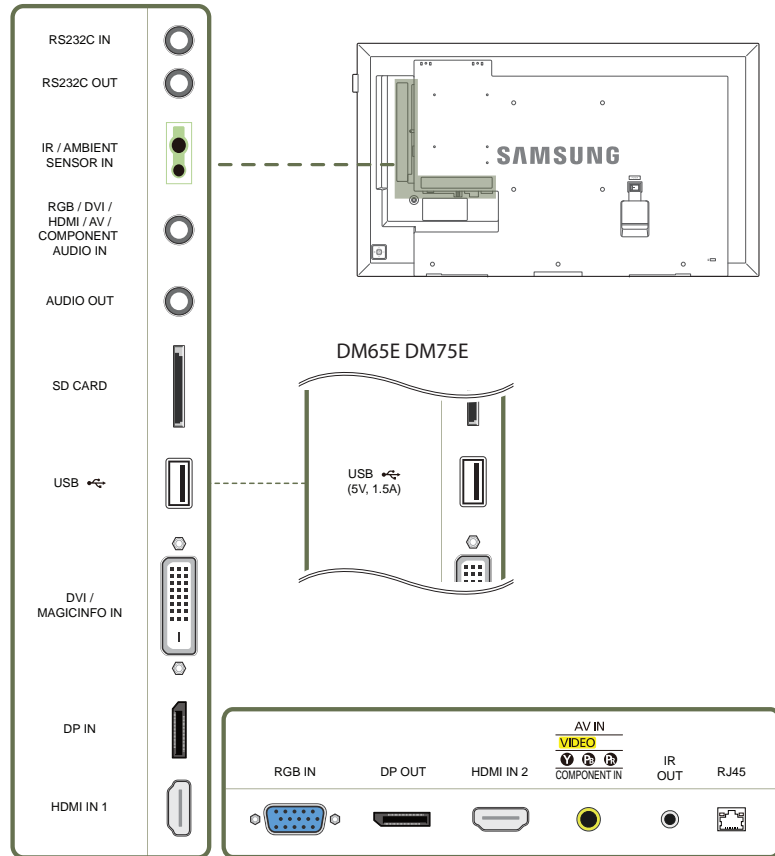 RS232C IN
RS232C OUT
IR / AMBIENT
SENSOR IN
RGB / DVI /
HDMI / AV /
COMPONENT
AUDIO IN
AUDIO OUT
SD CARD
USB
DVI /
MAGICINFO IN
DP IN
HDMI IN 1
SAMSUNG
DM65E DM75E
USB
(5V, 1.5A)
RGB IN
DP OUT
HDMI IN 2
AV IN
VIDEO
Y PB PR
COMPONENT IN
IR
OUT
RJ45